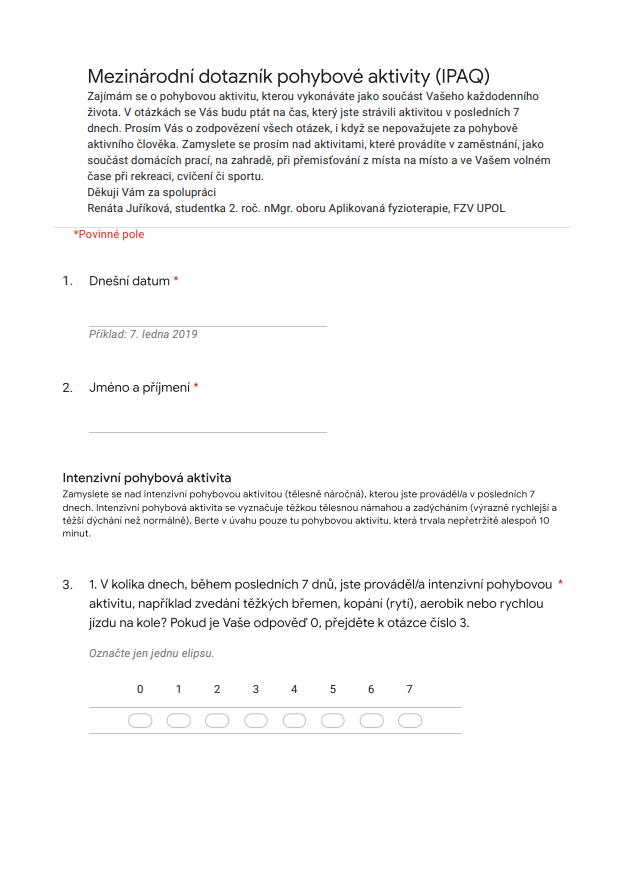 Mezinárodní dotazník pohybové aktivity (IPAQ)
Zajímám se o pohybovou aktivitu, kterou vykonáváte jako součást Vašeho každodenního
života. V otázkách se Vás budu ptát na čas, který jste strávili aktivitou v posledních 7
dnech. Prosím Vás o zodpovězení všech otázek, i když se nepovažujete za pohybově
aktivního člověka. Zamyslete se prosím nad aktivitami, které provádíte v zaměstnání, jako
součást domácích prací, na zahradě, při přemisťování z místa na místo a ve Vašem volném
čase při rekreaci, cvičení či sportu.
Děkuji Vám za spolupráci
Renáta Juříková, studentka 2. roč. nMgr. oboru Aplikovaná fyzioterapie, FZV UPOL
*Povinné pole
1. Dnešní datum *
Příklad: 7. ledna 2019
2. Jméno a příjmení *
Intenzivní pohybová aktivita
Zamyslete se nad intenzivní pohybovou aktivitou (tělesně náročná), kterou jste prováděl/a v posledních 7
dnech. Intenzivní pohybová aktivita se vyznačuje těžkou tělesnou námahou a zadýcháním (výrazně rychlejší a
těžší dýchání než normálně). Berte v úvahu pouze tu pohybovou aktivitu, která trvala nepřetržitě alespoň 10
minut.
3. 1. V kolika dnech, během posledních 7 dnů, jste prováděl/a intenzivní pohybovou *
aktivitu, například zvedání těžkých břemen, kopání (rytí), aerobik nebo rychlou
jízdu na kole? Pokud je Vaše odpověď 0, přejděte k otázce číslo 3.
Označte jen jednu elipsu.
0 1 2 3 4 5 6 7